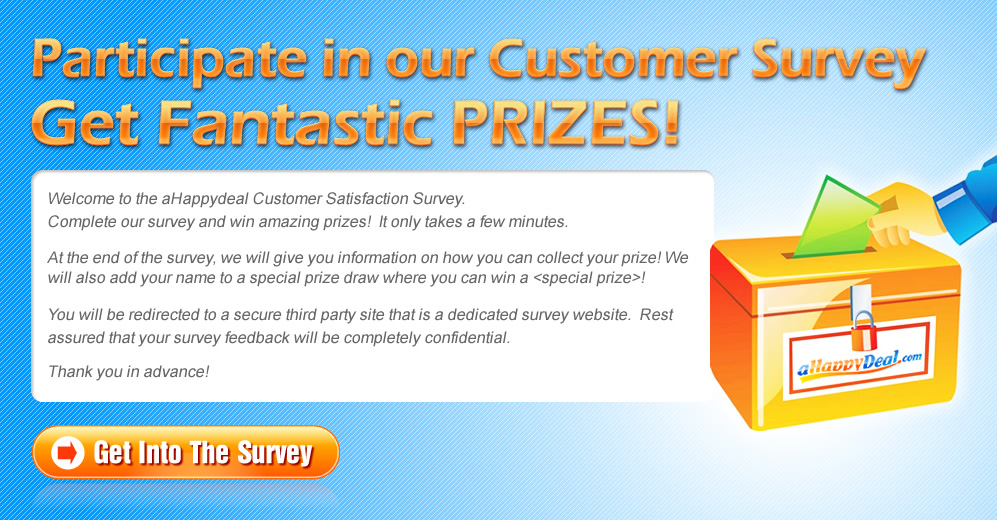 Participate in our Customer Survey
Get Fantastic PRIZES!
Welcome to the aHappydeal Customer Satisfaction Survey.
Complete our survey and win amazing prizes!  It only takes a few minutes.
At the end of the survey, we will give you information on how you can collect your prize! We
will also add your name to a special prize draw where you can win a <special prize>!
You will be redirected to a secure third party site that is a dedicated survey website.  Rest
assured that your survey feedback will be completely confidential.
Thank you in advance!
aHappyDeal.com
Get Into The Survey